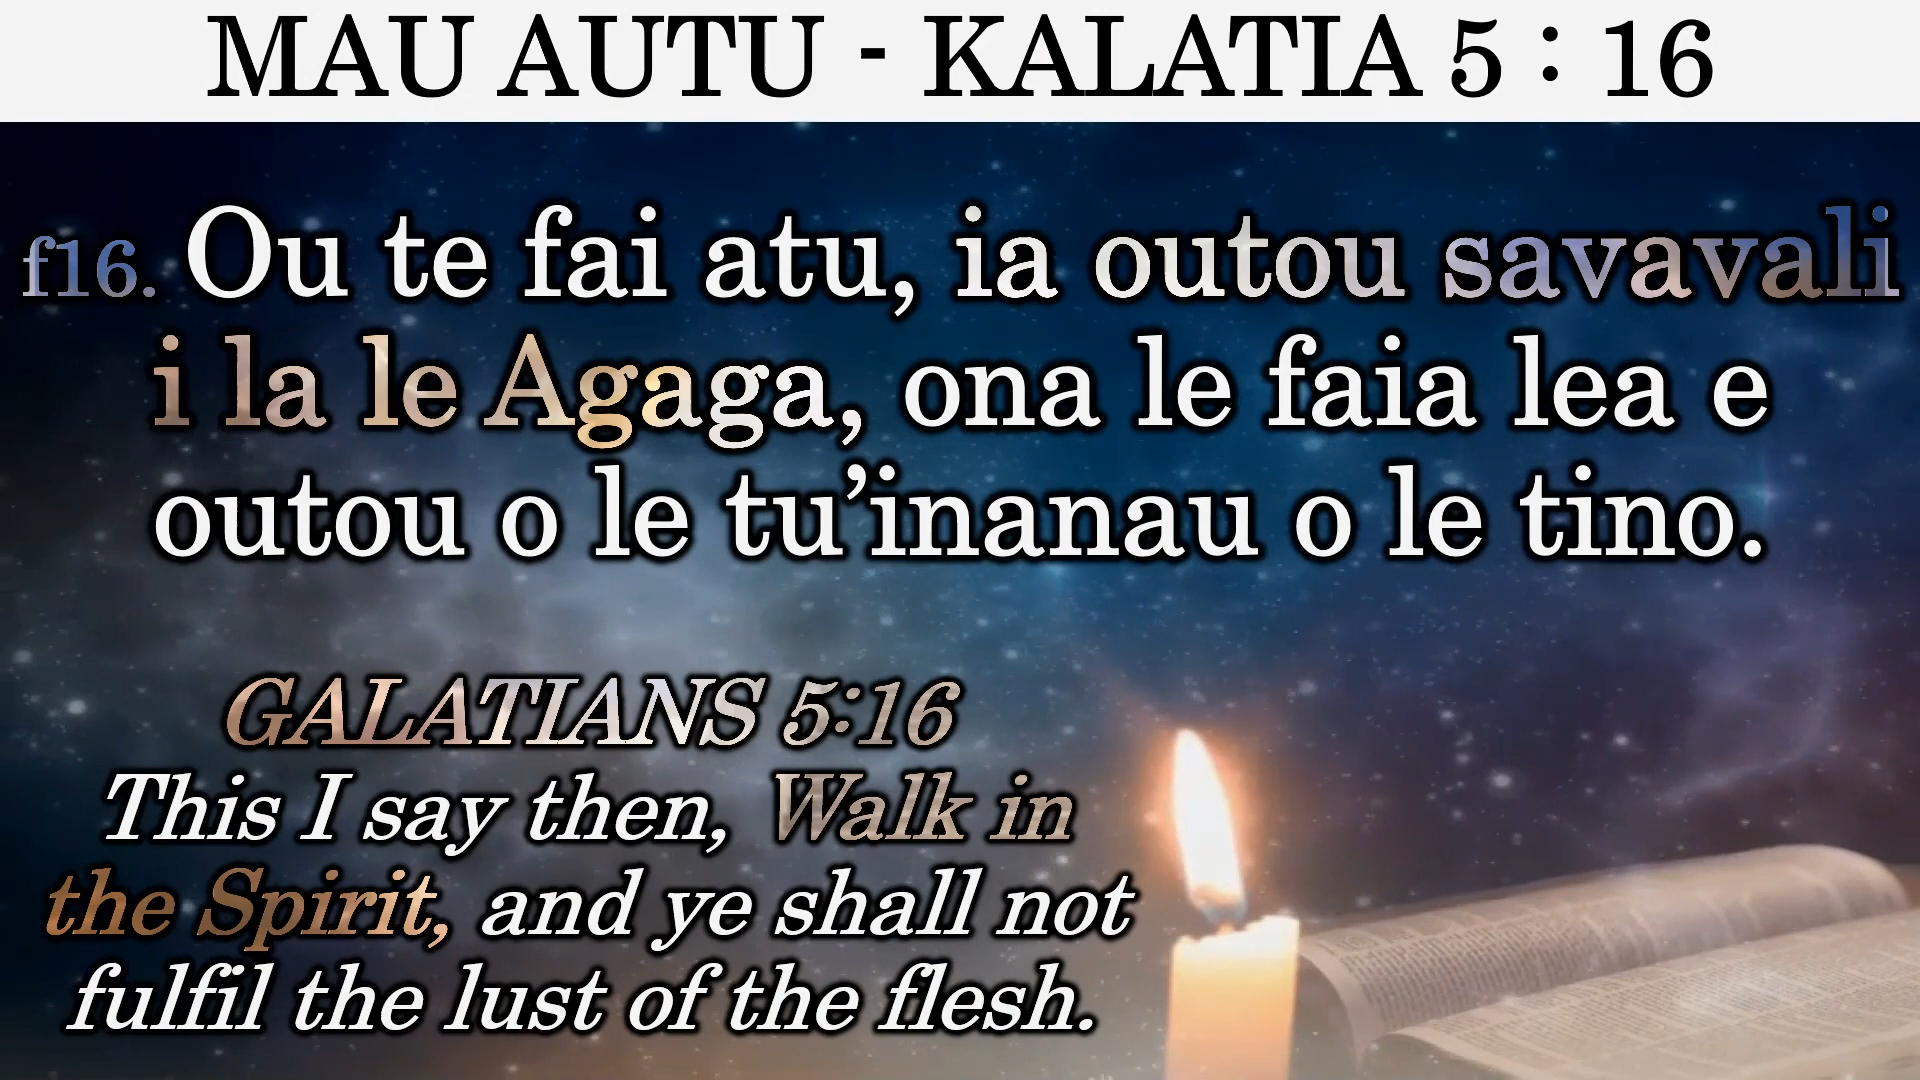 MAU AUTU - KALATIA 5 : 16
f16. Ou te fai atu, ia outou savavali
i la le Agaga, ona le faia lea e
outou o le tu’inanau o le tino.
GALATIANS 5:16
This I say then, Walk in
the Spirit, and ye shall not
fulfil the lust of the flesh.